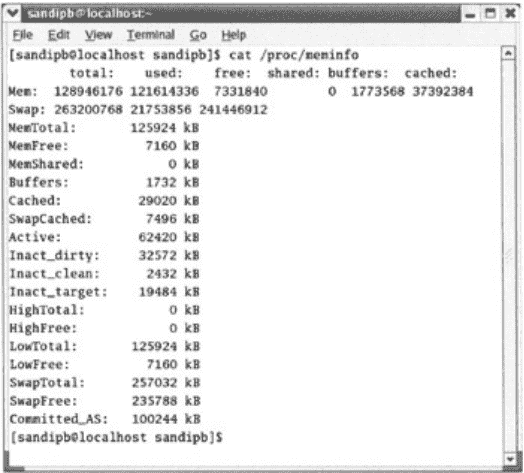 sandipb@localhost:~
File Edit View Terminal Go Help
[sandipb@localhost sandipb]$ cat /proc/meminfo
total: used: free: shared: buffers: cached:
Mem: 128946176 121614336 7331840 0 1773568 37392384
Swap: 263200768 21753856 241446912
MemTotal: 125924 kB
MemFree: 7160 kB
MemShared: 0 kB
Buffers: 1732 kB
Cached: 29020 kB
SwapCached: 7496 kB
Active: 62420 kB
Inact_dirty: 32572 kB
Inact_clean: 2432 kB
Inact_target: 19484 kB
HighTotal: 0 kB
HighFree: 0 kB
LowTotal: 125924 kB
LowFree: 7160 kB
SwapTotal: 257032 kB
SwapFree: 235788 kB
Committed_AS: 100244 kB
[sandipb@localhost sandipb]$